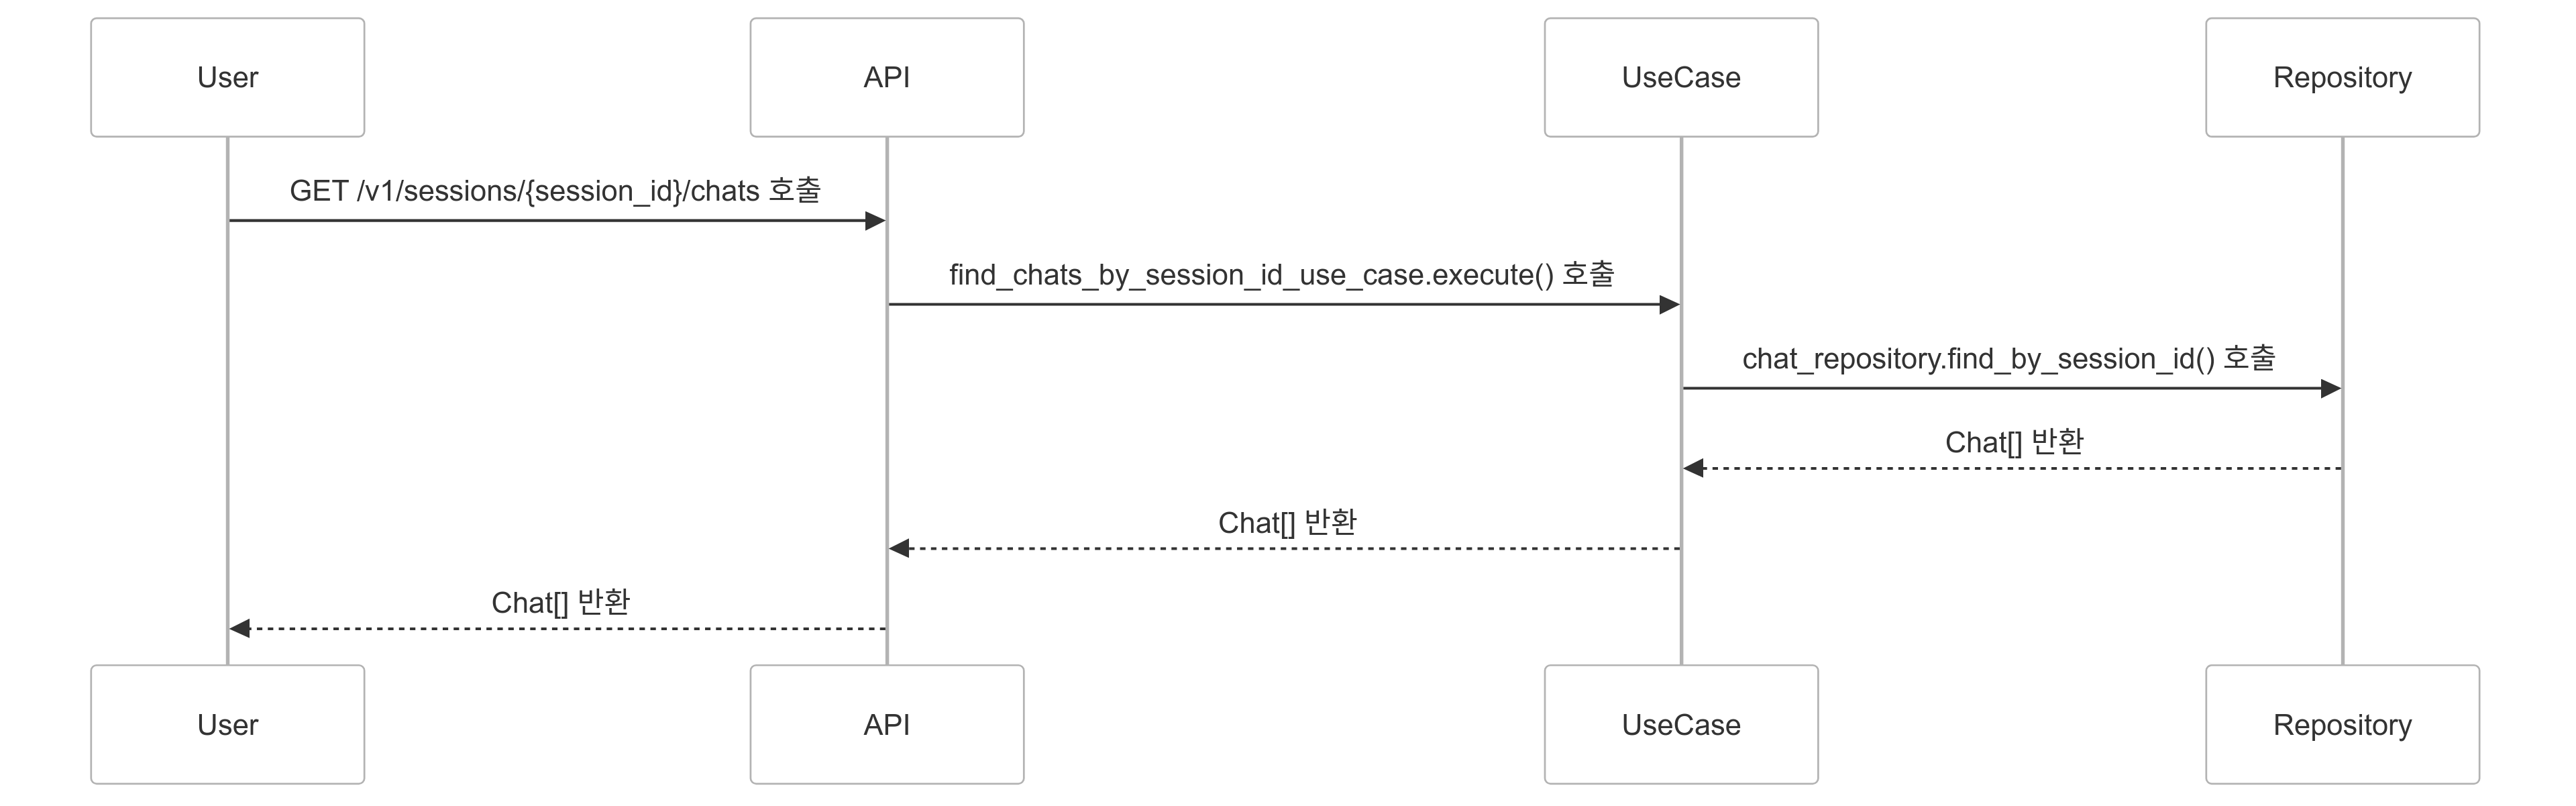 User
API
UseCase
Repository
GET /v1/sessions/{session_id}/chats 호출
find_chats_by_session_id_use_case.execute() 호출
chat_repository.find_by_session_id() 호출
Chat[] 반환
Chat[] 반환
Chat[] 반환
User
API
UseCase
Repository